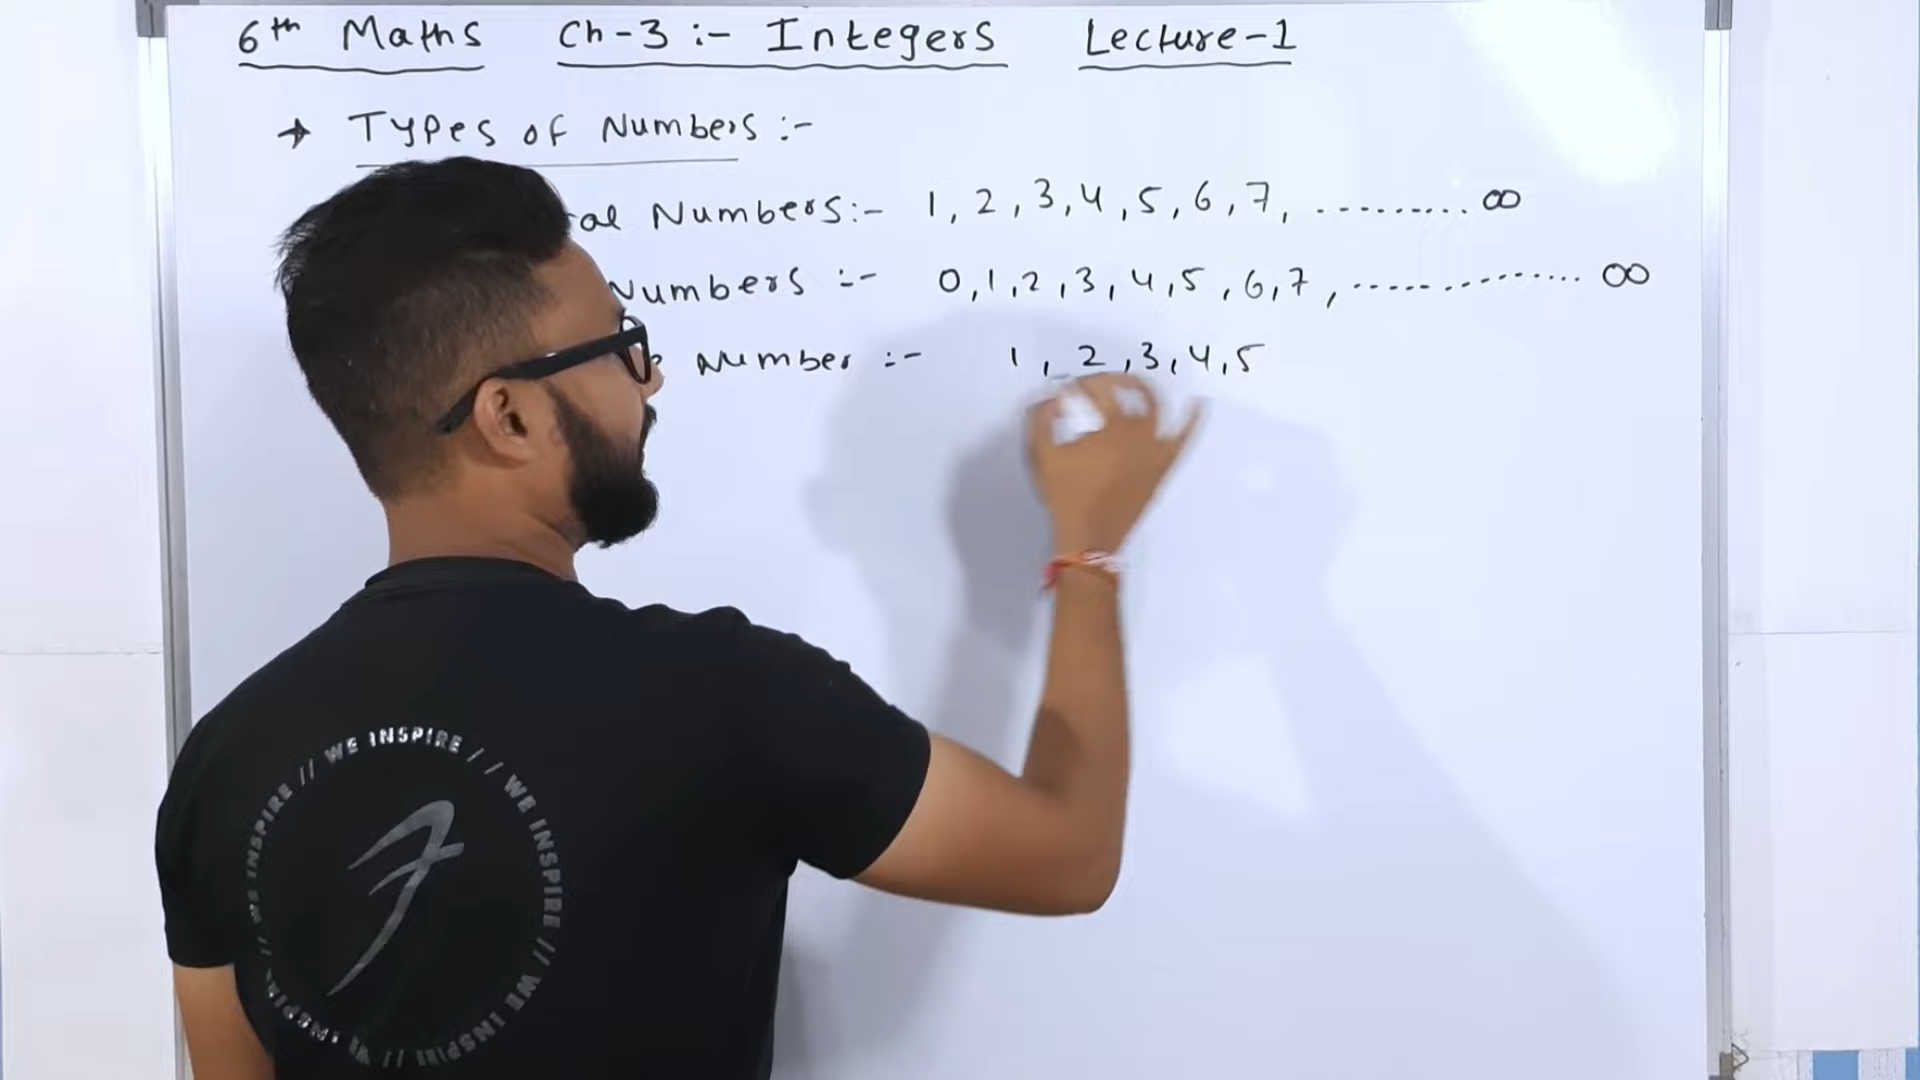 6th Maths Ch-3 :- Integers Lecture-1
→ Types of Numbers :-
Numbers:- 1, 2, 3, 4, 5, 6, 7, .......... ∞
Numbers :- 0, 1, 2, 3, 4, 5, 6, 7, ............... ∞
Number :- 1, 2, 3, 4, 5
WE INSPIRE // WE INSPIRE // WE INSPIRE // WE INSPIRE // WE INSPIRE //